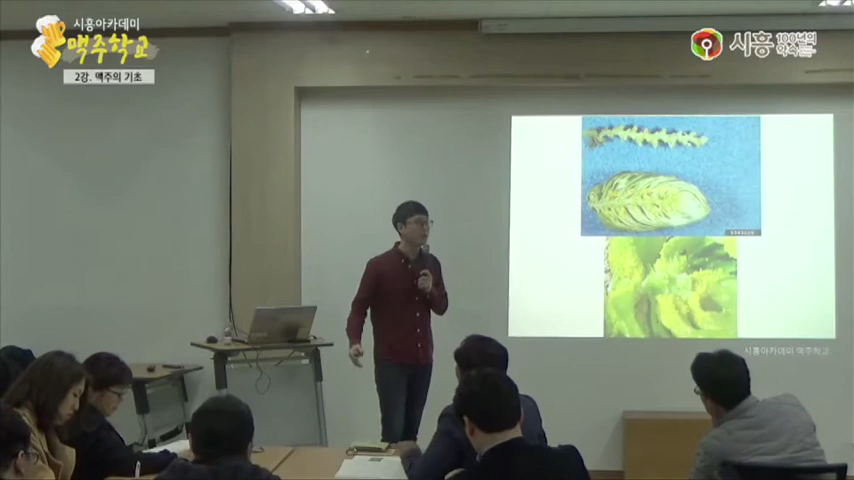 시흥아카데미
맥주학교
2강. 맥주의 기초
시흥 100년의 약속
시흥아카데미 맥주학교